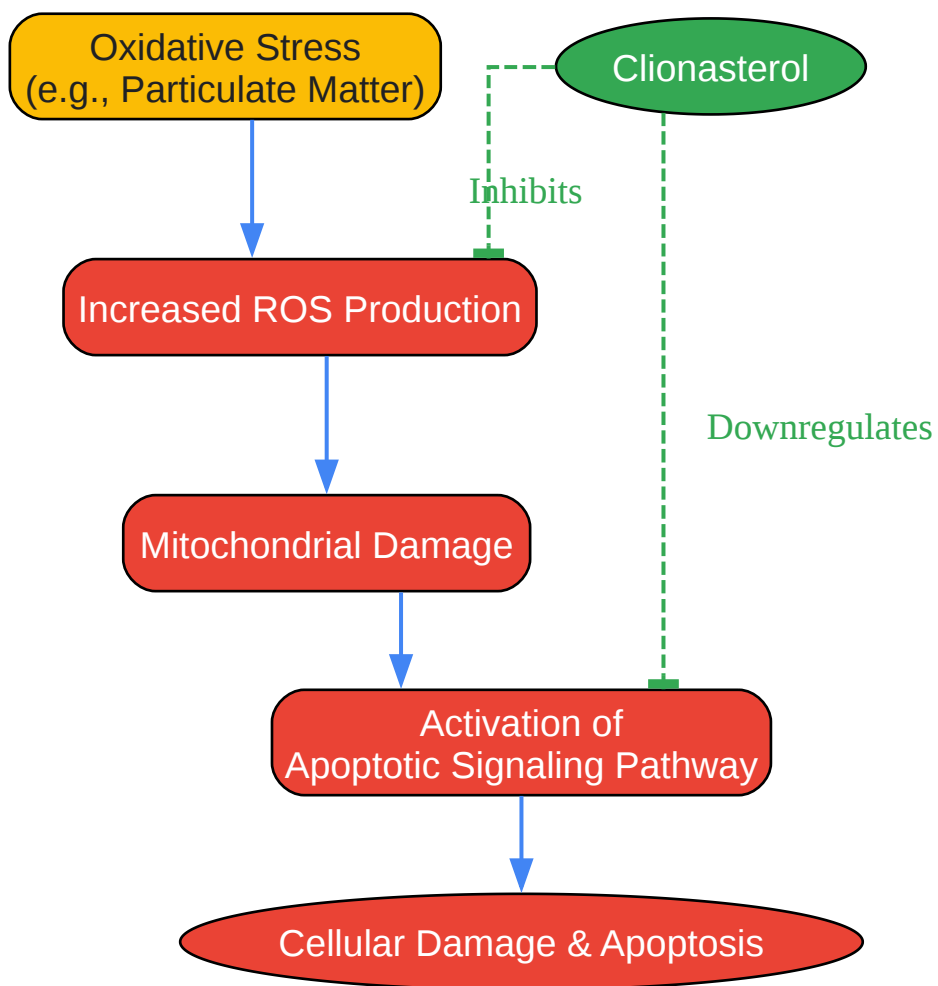 Oxidative Stress
(e.g., Particulate Matter)
Clionasterol
Inhibits
Increased ROS Production
Downregulates
Mitochondrial Damage
Activation of
Apoptotic Signaling Pathway
Cellular Damage & Apoptosis